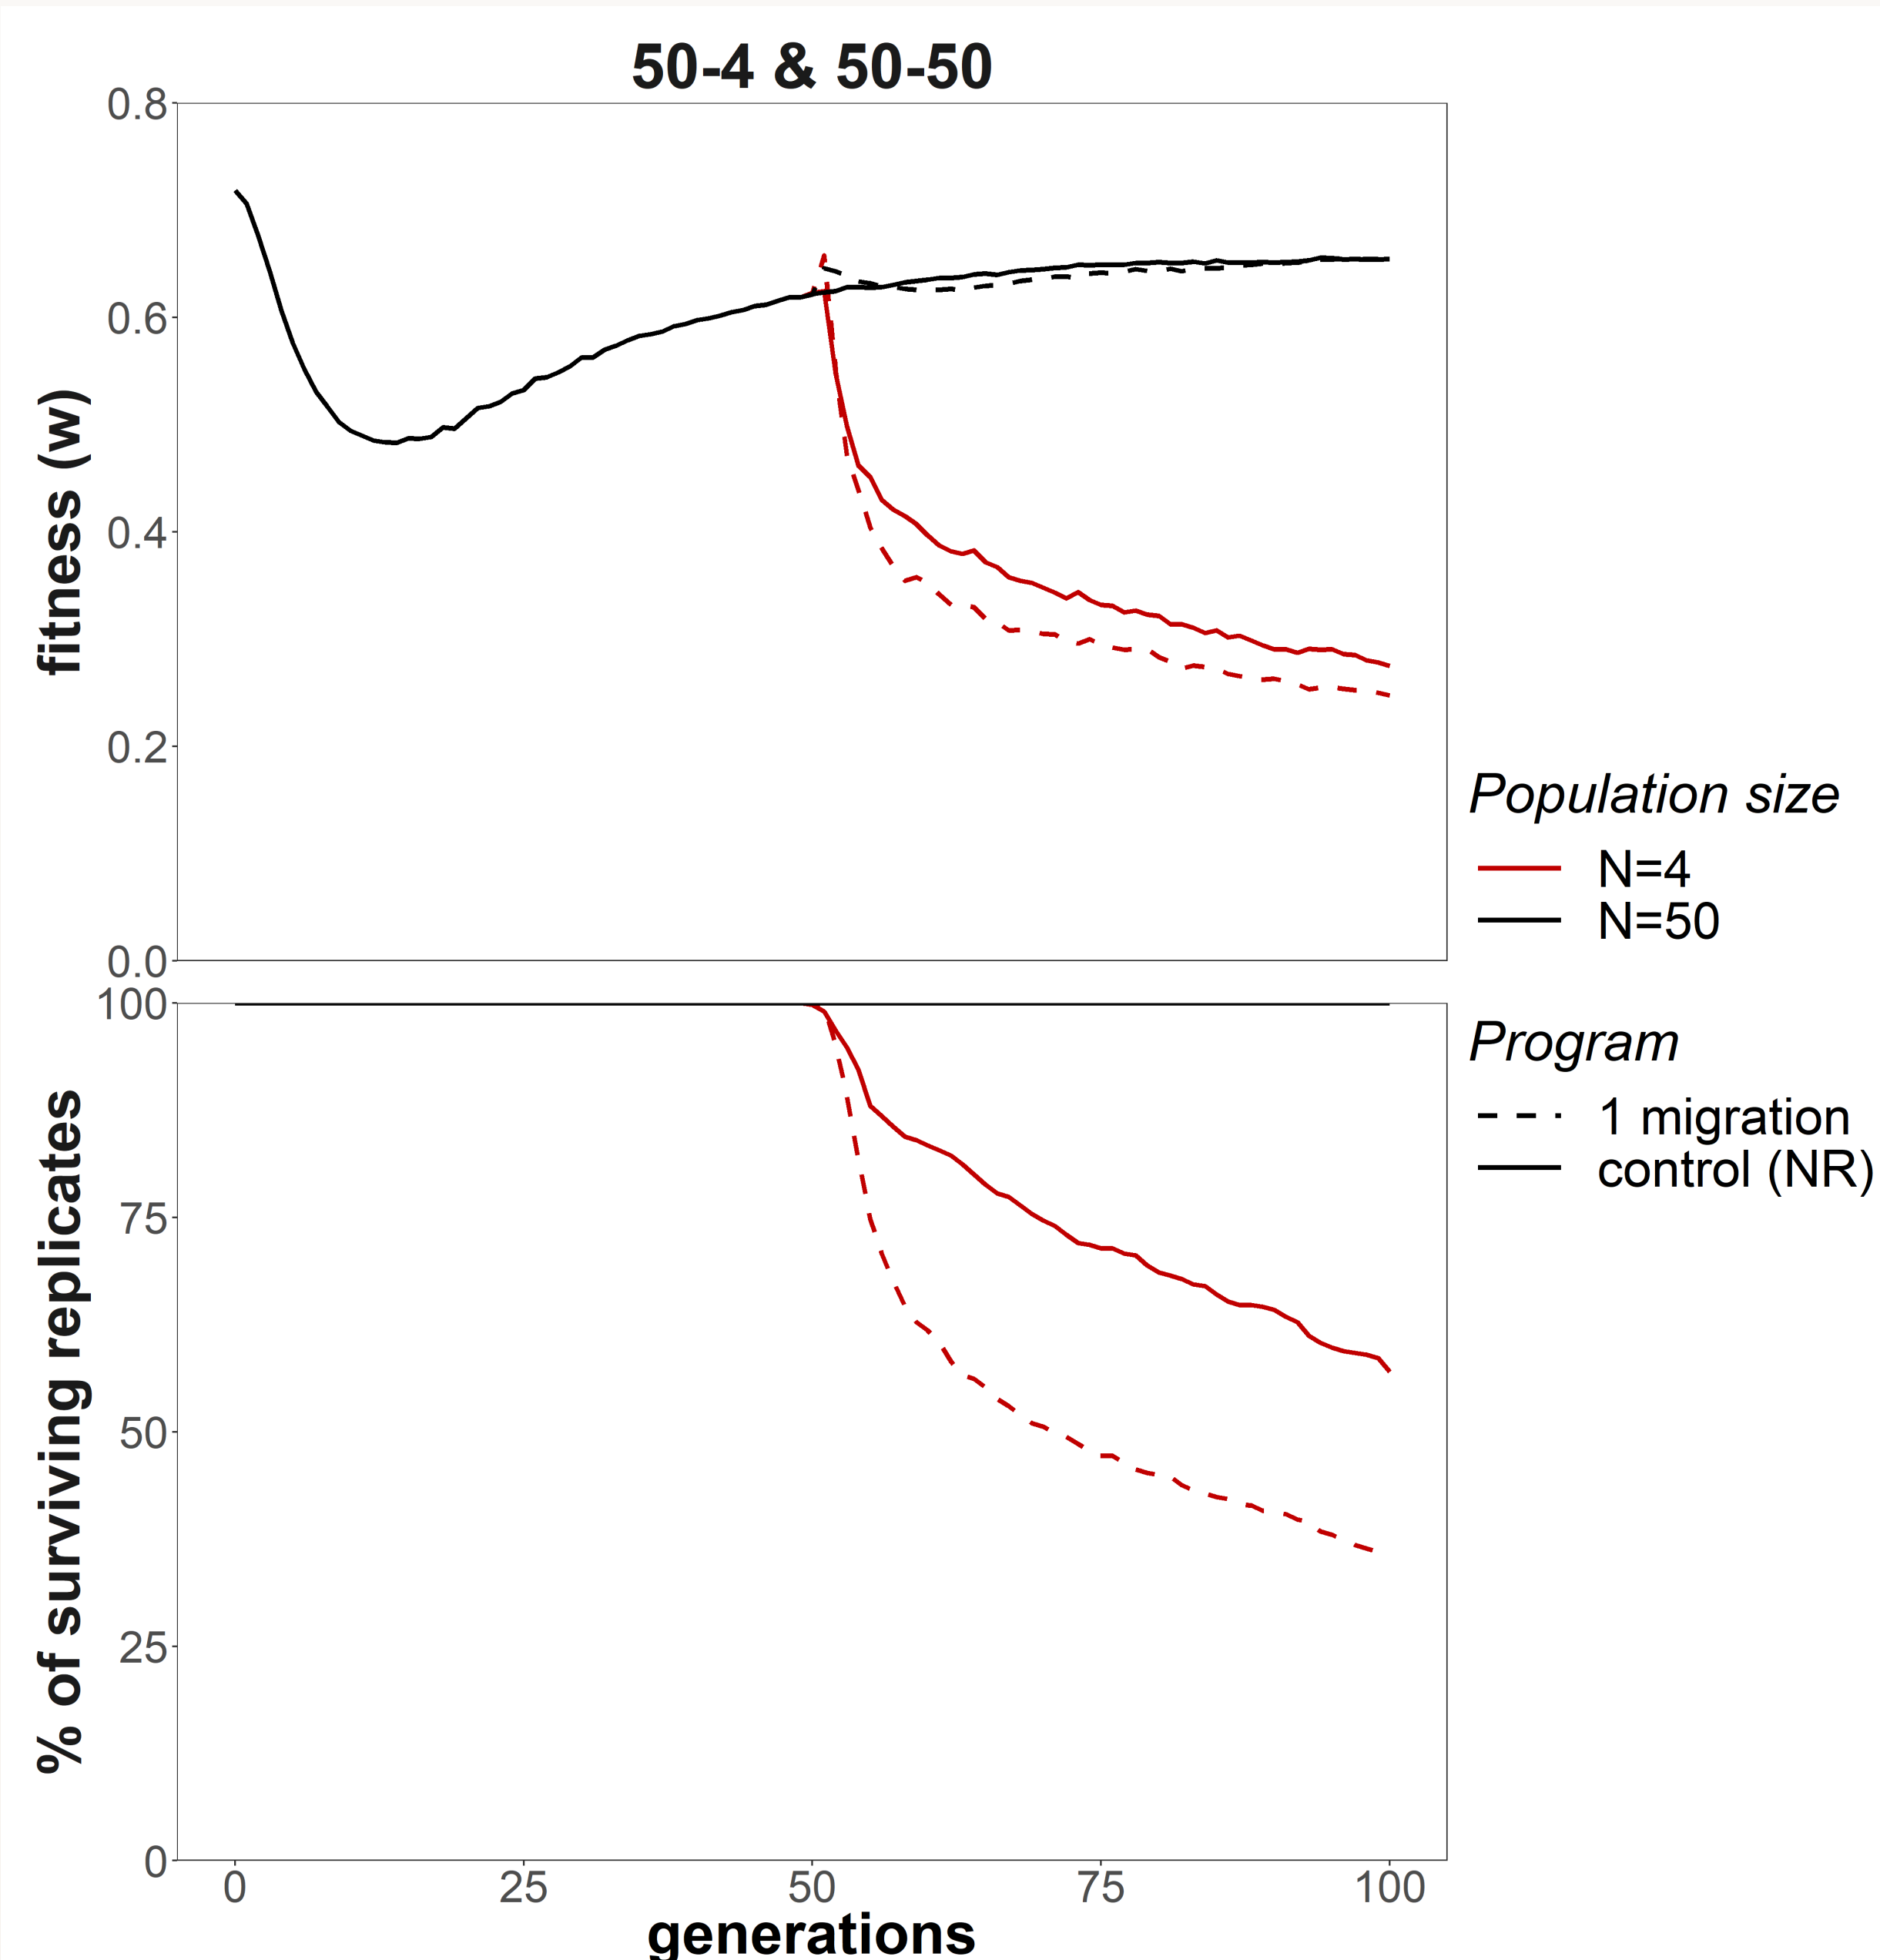 50-4 & 50-50
fitness (w)
0.8
0.6
0.4
0.2
0.0
Population size
N=4
N=50
% of surviving replicates
100
75
50
25
0
Program
1 migration
control (NR)
0 25 50 75 100
generations